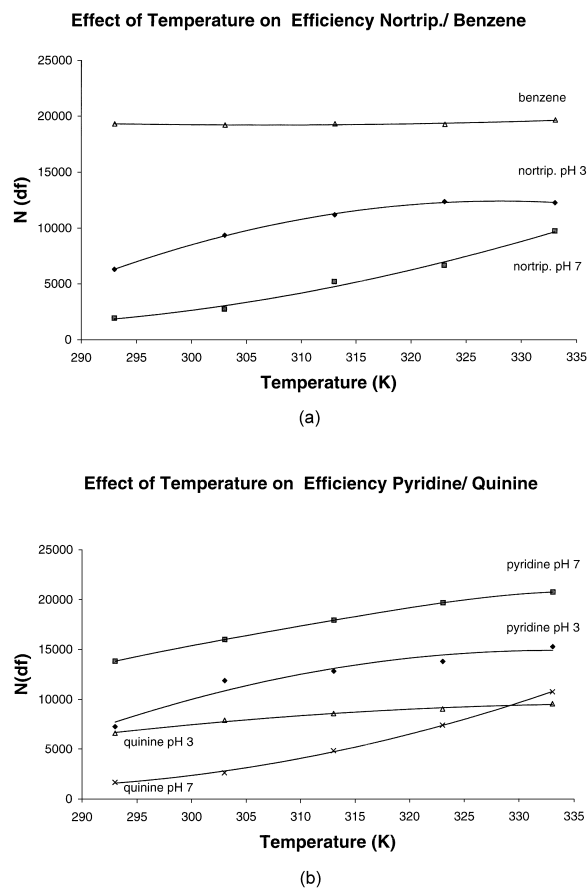 Effect of Temperature on Efficiency Nortrip./ Benzene
25000
20000
15000
10000
5000
0
N (df)
benzene
nortrip. pH 3
nortrip. pH 7
290 295 300 305 310 315 320 325 330 335
Temperature (K)
(a)
Effect of Temperature on Efficiency Pyridine/ Quinine
25000
20000
15000
10000
5000
0
N(df)
pyridine pH 7
pyridine pH 3
quinine pH 3
quinine pH 7
290 295 300 305 310 315 320 325 330 335
Temperature (K)
(b)